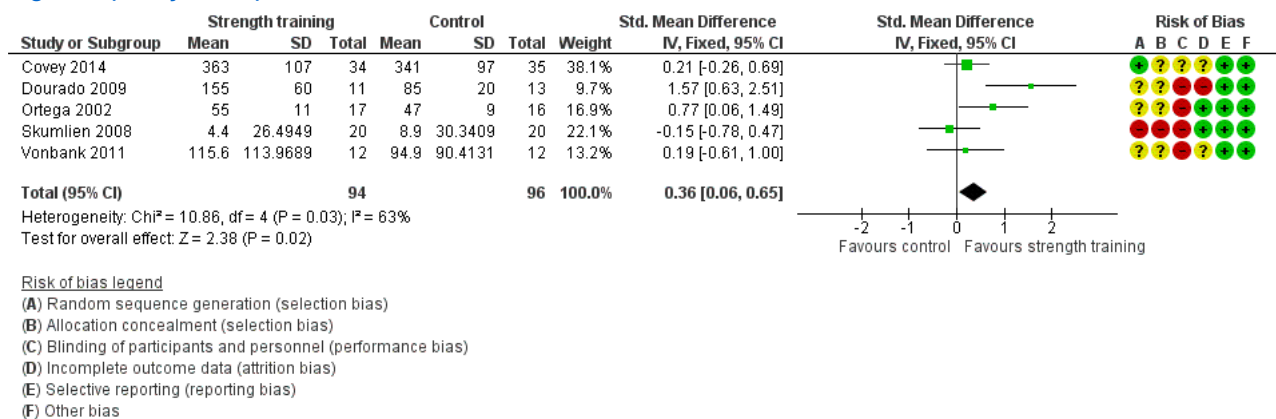 Strength training Control Std. Mean Difference Std. Mean Difference Risk of Bias
Study or Subgroup Mean SD Total Mean SD Total Weight IV, Fixed, 95% CI IV, Fixed, 95% CI A B C D E F
Covey 2014 363 107 34 341 97 35 38.1% 0.21 [-0.26, 0.69] + ? ? ? + +
Dourado 2009 155 60 11 85 20 13 9.7% 1.57 [0.63, 2.51] ? ? - - + +
Ortega 2002 55 11 17 47 9 16 16.9% 0.77 [0.06, 1.49] ? ? - + + +
Skumlien 2008 4.4 26.4949 20 8.9 30.3409 20 22.1% -0.15 [-0.78, 0.47] - - - + + +
Vonbank 2011 115.6 113.9689 12 94.9 90.4131 12 13.2% 0.19 [-0.61, 1.00] ? ? - ? + +
Total (95% CI) 94 96 100.0% 0.36 [0.06, 0.65]
Heterogeneity: Chi² = 10.86, df = 4 (P = 0.03); I² = 63%
Test for overall effect: Z = 2.38 (P = 0.02)
-2 -1 0 1 2
Favours control Favours strength training
Risk of bias legend
(A) Random sequence generation (selection bias)
(B) Allocation concealment (selection bias)
(C) Blinding of participants and personnel (performance bias)
(D) Incomplete outcome data (attrition bias)
(E) Selective reporting (reporting bias)
(F) Other bias